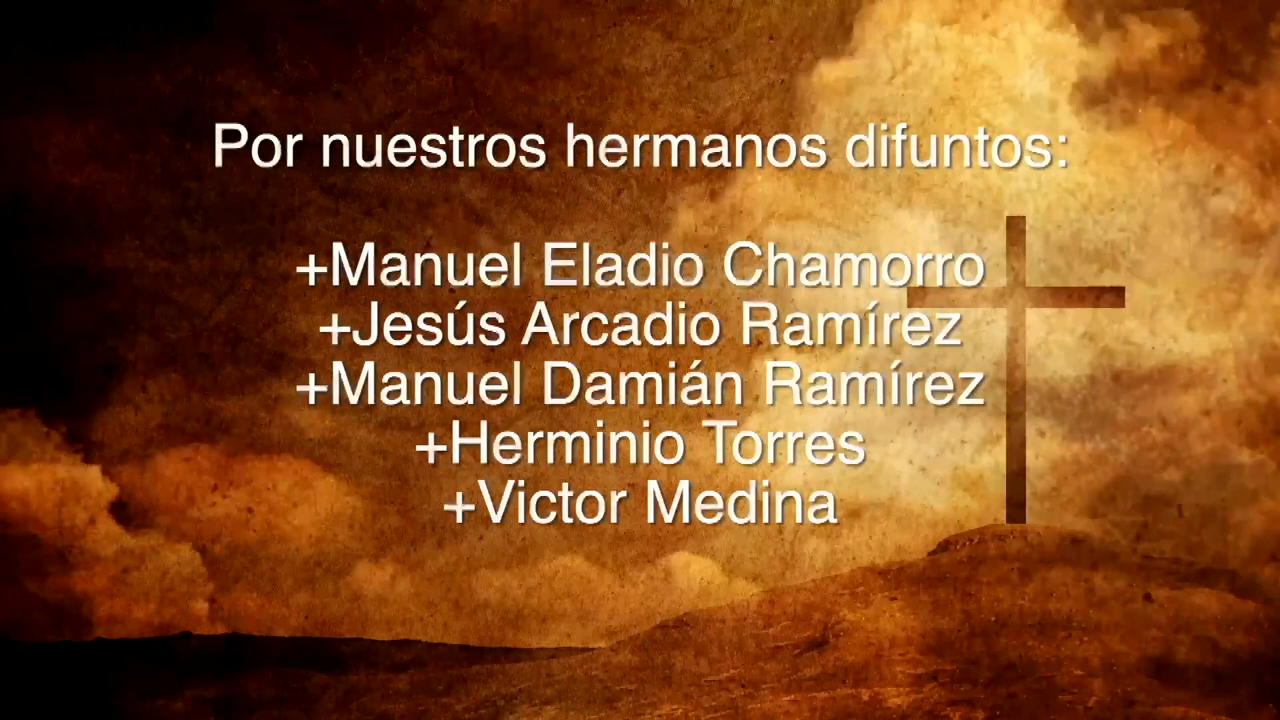 Por nuestros hermanos difuntos:
+Manuel Eladio Chamorro
+Jesús Arcadio Ramírez
+Manuel Damián Ramírez
+Herminio Torres
+Victor Medina